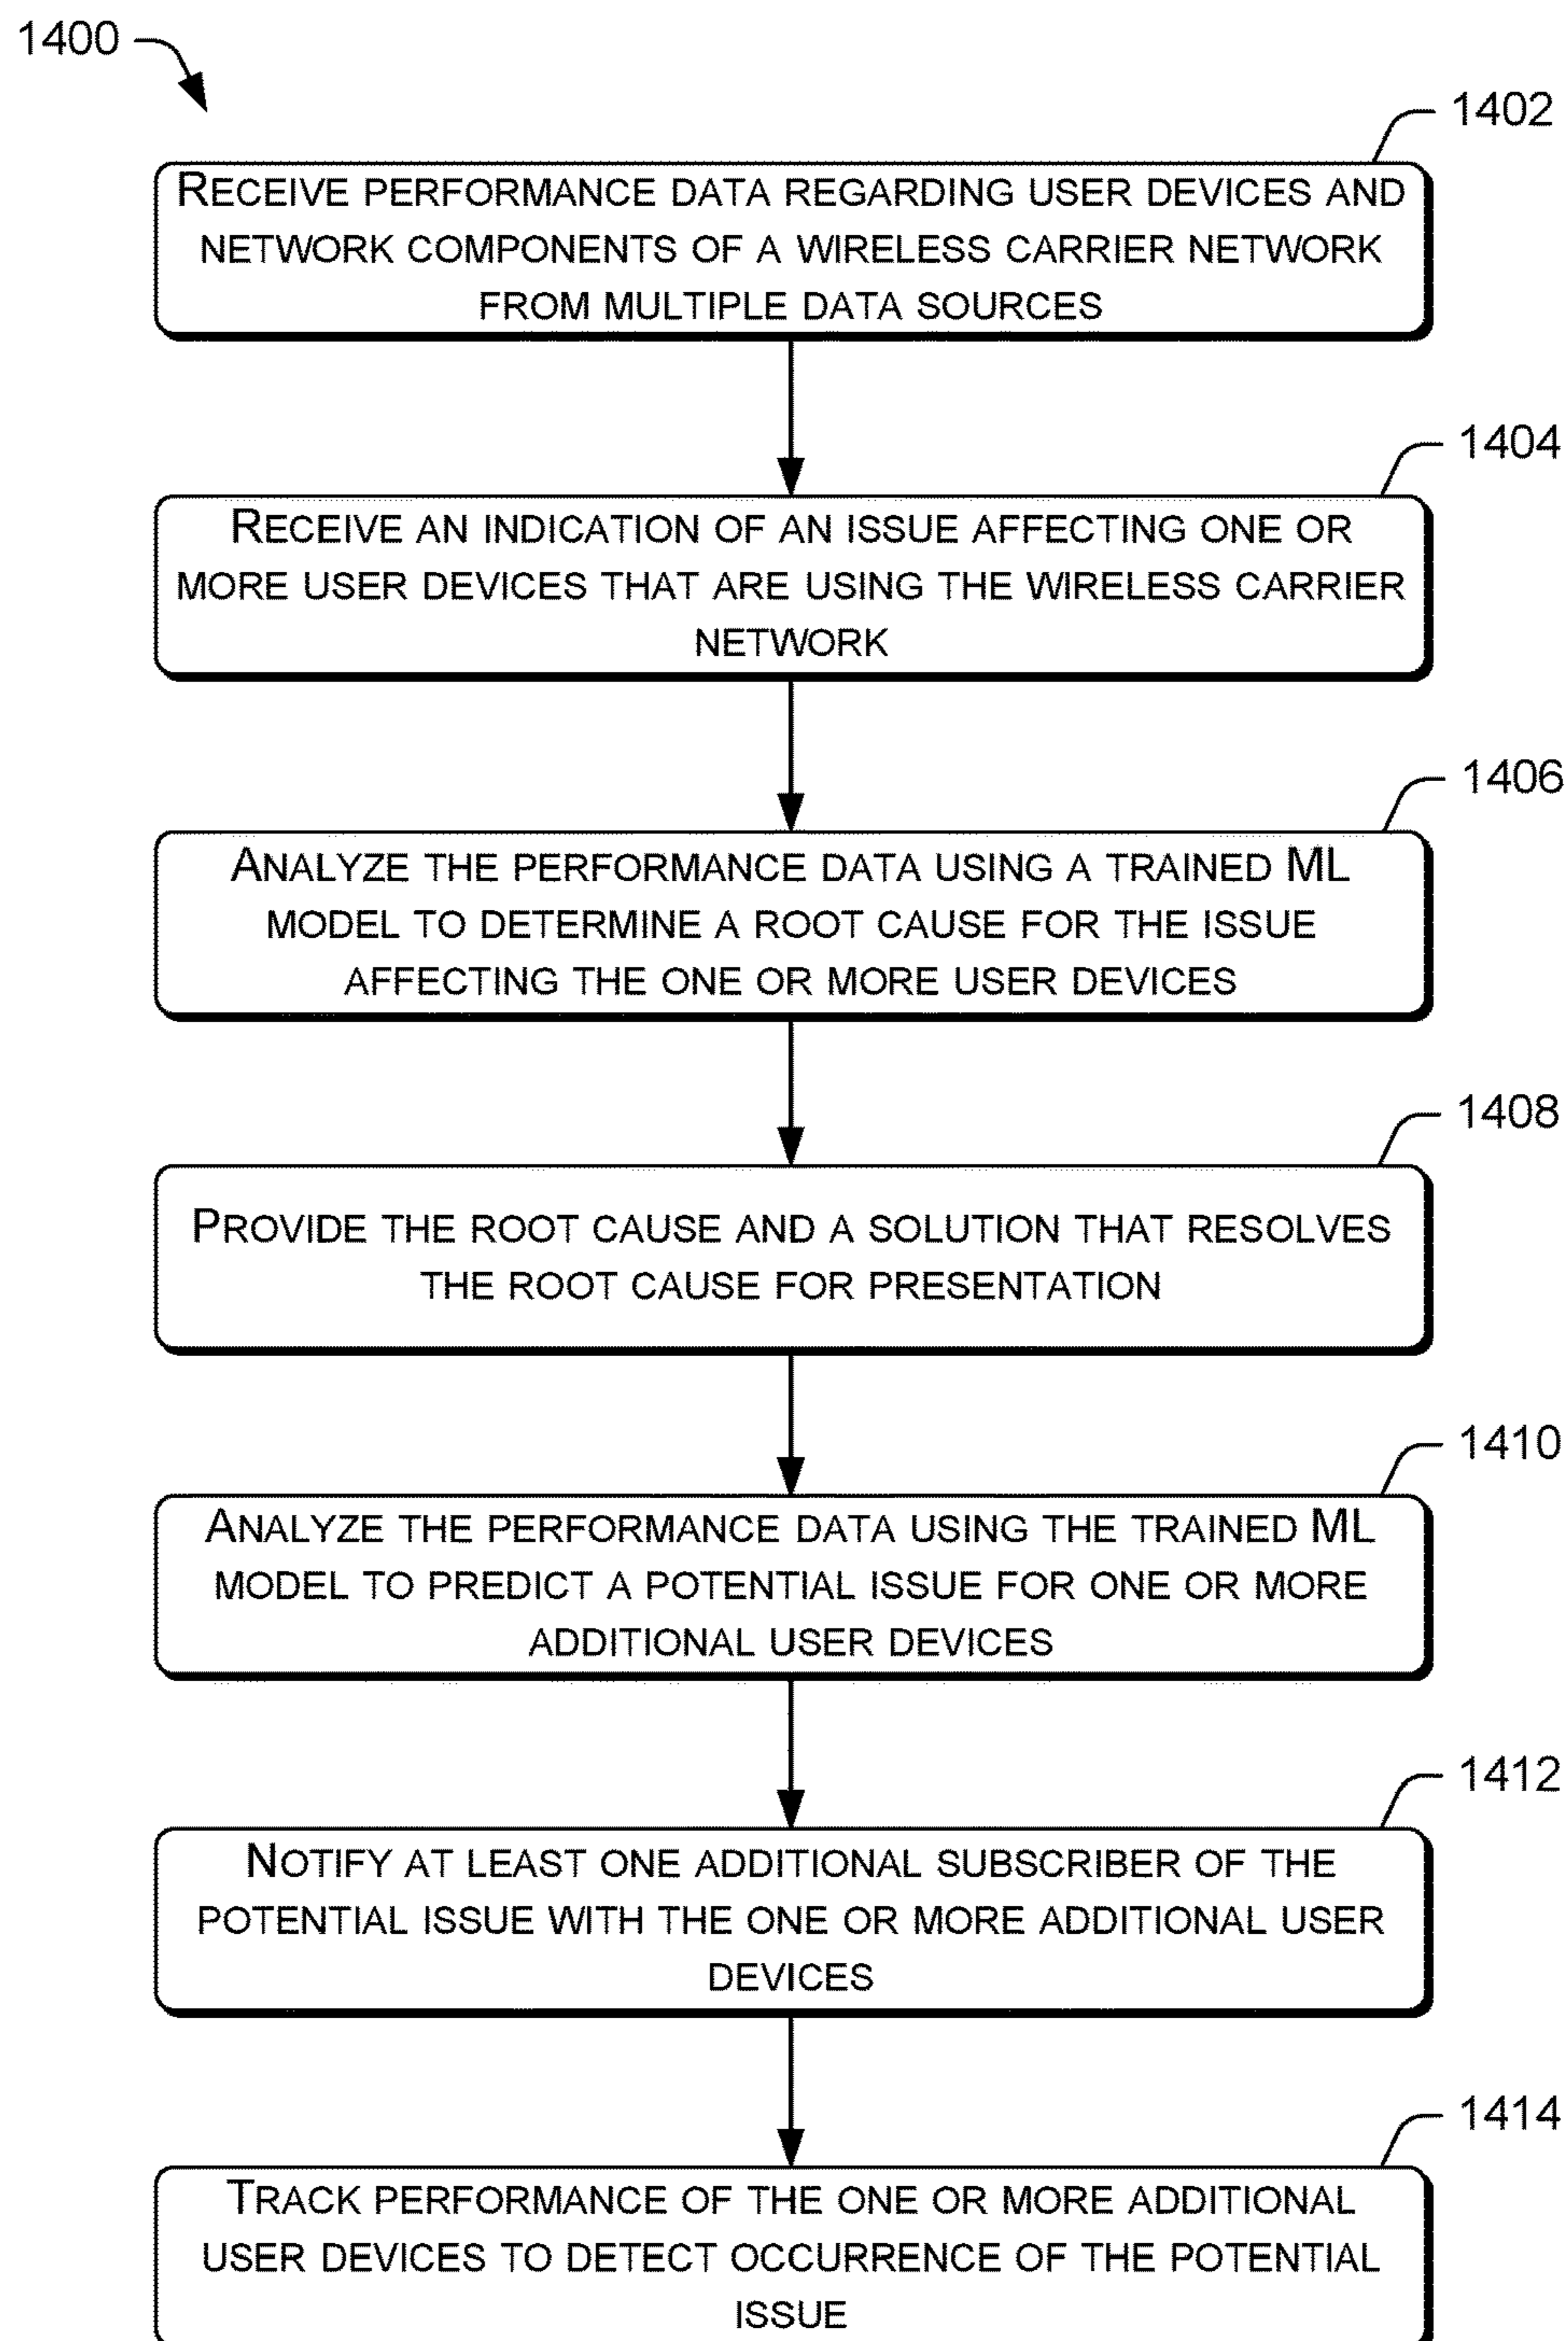 1400
1402
RECEIVE PERFORMANCE DATA REGARDING USER DEVICES AND
NETWORK COMPONENTS OF A WIRELESS CARRIER NETWORK
FROM MULTIPLE DATA SOURCES
1404
RECEIVE AN INDICATION OF AN ISSUE AFFECTING ONE OR
MORE USER DEVICES THAT ARE USING THE WIRELESS CARRIER
NETWORK
1406
ANALYZE THE PERFORMANCE DATA USING A TRAINED ML
MODEL TO DETERMINE A ROOT CAUSE FOR THE ISSUE
AFFECTING THE ONE OR MORE USER DEVICES
1408
PROVIDE THE ROOT CAUSE AND A SOLUTION THAT RESOLVES
THE ROOT CAUSE FOR PRESENTATION
1410
ANALYZE THE PERFORMANCE DATA USING THE TRAINED ML
MODEL TO PREDICT A POTENTIAL ISSUE FOR ONE OR MORE
ADDITIONAL USER DEVICES
1412
NOTIFY AT LEAST ONE ADDITIONAL SUBSCRIBER OF THE
POTENTIAL ISSUE WITH THE ONE OR MORE ADDITIONAL USER
DEVICES
1414
TRACK PERFORMANCE OF THE ONE OR MORE ADDITIONAL
USER DEVICES TO DETECT OCCURRENCE OF THE POTENTIAL
ISSUE